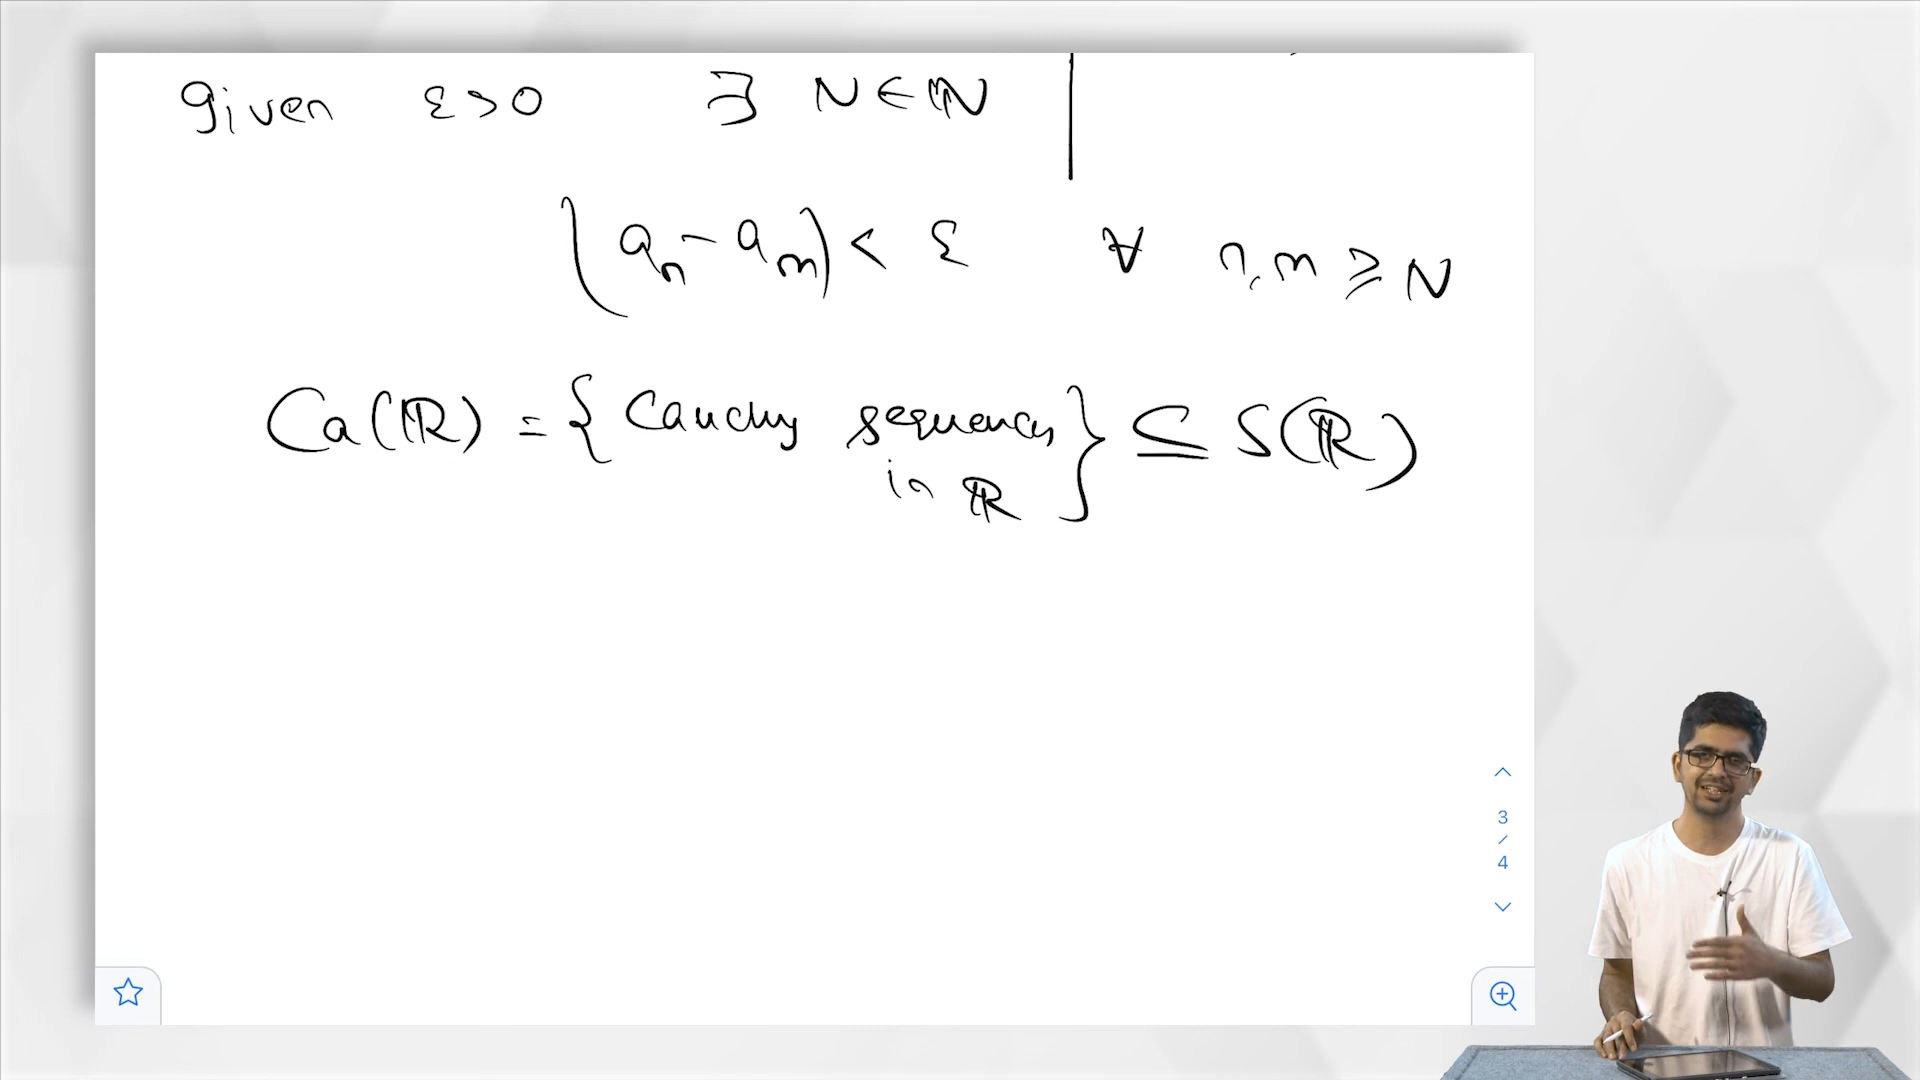 given ε>0 ∃ N∈ℕ
|aₙ - aₘ| < ε ∀ n,m ⩾ N
Ca(ℝ) = { Cauchy sequences in ℝ } ⊆ S(ℝ)
3
/
4